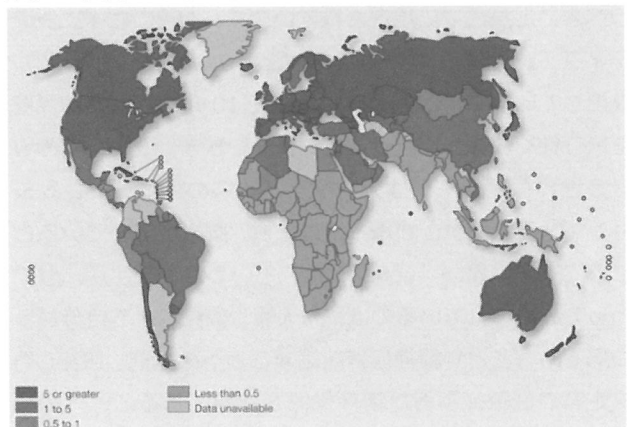 5 or greater
1 to 5
0.5 to 1
Less than 0.5
Data unavailable